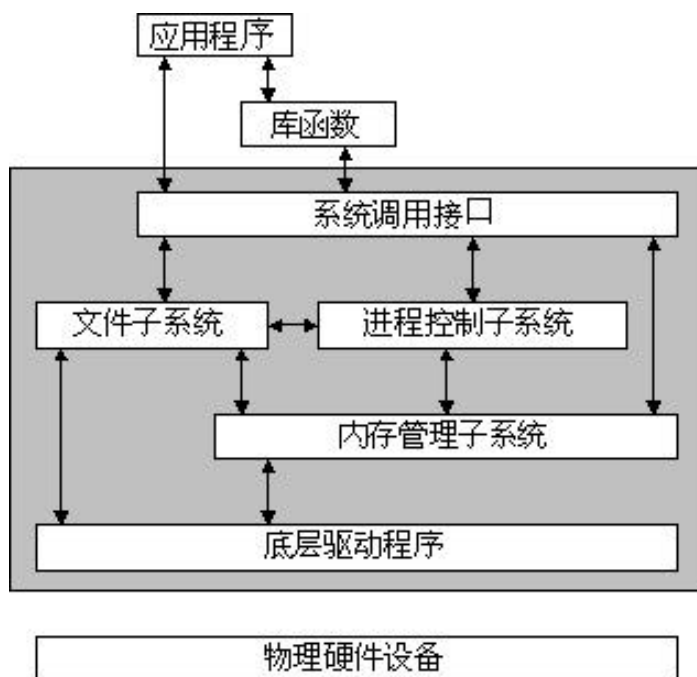 应用程序
库函数
系统调用接口
文件子系统
进程控制子系统
内存管理子系统
底层驱动程序
物理硬件设备